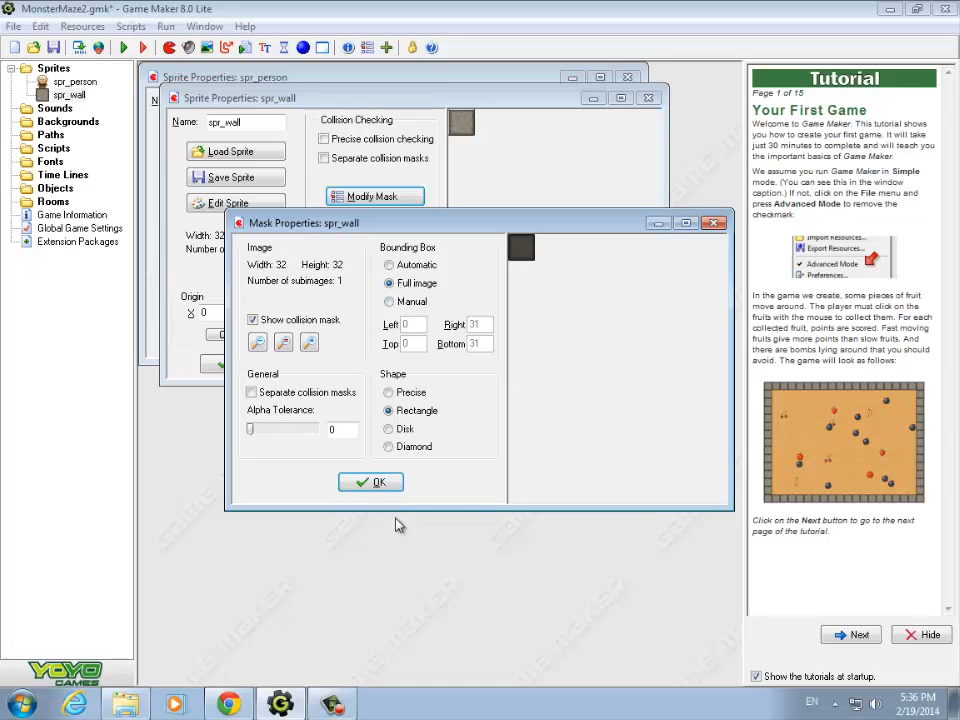 MonsterMaze2.gmk* - Game Maker 8.0 Lite
File Edit Resources Scripts Run Window Help
Sprites
spr_person
spr_wall
Sounds
Backgrounds
Paths
Scripts
Fonts
Time Lines
Objects
Rooms
Game Information
Global Game Settings
Extension Packages
YOYO
GAMES
Sprite Properties: spr_person
Sprite Properties: spr_wall
Name: spr_wall
Load Sprite
Save Sprite
Edit Sprite
Width: 32
Number of
Origin
X 0
Collision Checking
Precise collision checking
Separate collision masks
Modify Mask
Mask Properties: spr_wall
Image
Width: 32 Height: 32
Number of subimages: 1
Show collision mask
General
Separate collision masks
Alpha Tolerance:
0
Bounding Box
Automatic
Full image
Manual
Left 0 Right 31
Top 0 Bottom 31
Shape
Precise
Rectangle
Disk
Diamond
OK
Tutorial
Page 1 of 15
Your First Game
Welcome to Game Maker. This tutorial shows
you how to create your first game. It will take
just 30 minutes to complete and will teach you
the important basics of Game Maker.
We assume you run Game Maker in Simple
mode. (You can see this in the window
caption.) If not, click on the File menu and
press Advanced Mode to remove the
checkmark:
Import Resources...
Export Resources...
Advanced Mode
Preferences...
In the game we create, some pieces of fruit
move around. The player must click on the
fruits with the mouse to collect them. For each
collected fruit, points are scored. Fast moving
fruits give more points than slow fruits. And
there are bombs lying around that you should
avoid. The game will look as follows:
Click on the Next button to go to the next
page of the tutorial.
Next
Hide
Show the tutorials at startup.
EN
5:36 PM
2/19/2014